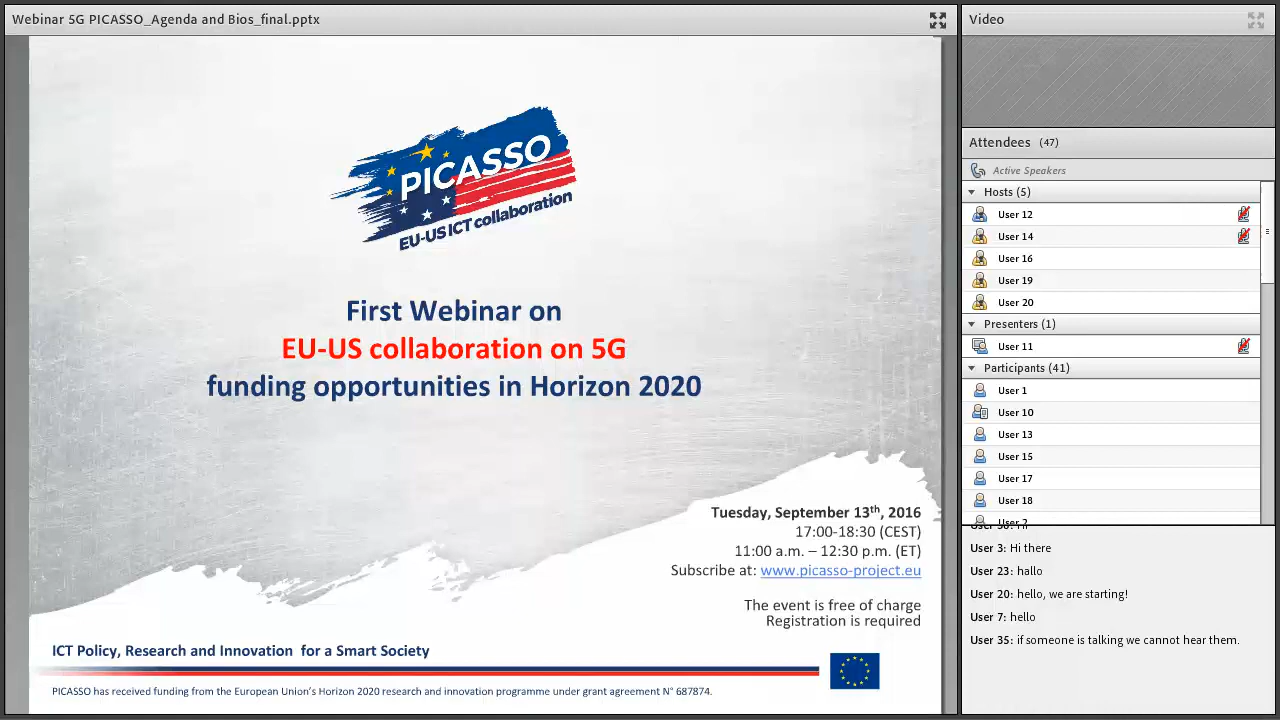 Webinar 5G PICASSO_Agenda and Bios_final.pptx
PICASSO
EU-US ICT collaboration
First Webinar on
EU-US collaboration on 5G
funding opportunities in Horizon 2020
Tuesday, September 13th, 2016
17:00-18:30 (CEST)
11:00 a.m. – 12:30 p.m. (ET)
Subscribe at: www.picasso-project.eu
The event is free of charge
Registration is required
ICT Policy, Research and Innovation for a Smart Society
PICASSO has received funding from the European Union's Horizon 2020 research and innovation programme under grant agreement N° 687874.
Video
Attendees (47)
Active Speakers
Hosts (5)
User 12
User 14
User 16
User 19
User 20
Presenters (1)
User 11
Participants (41)
User 1
User 10
User 13
User 15
User 17
User 18
User 2
User 3: Hi there
User 23: hallo
User 20: hello, we are starting!
User 7: hello
User 35: if someone is talking we cannot hear them.